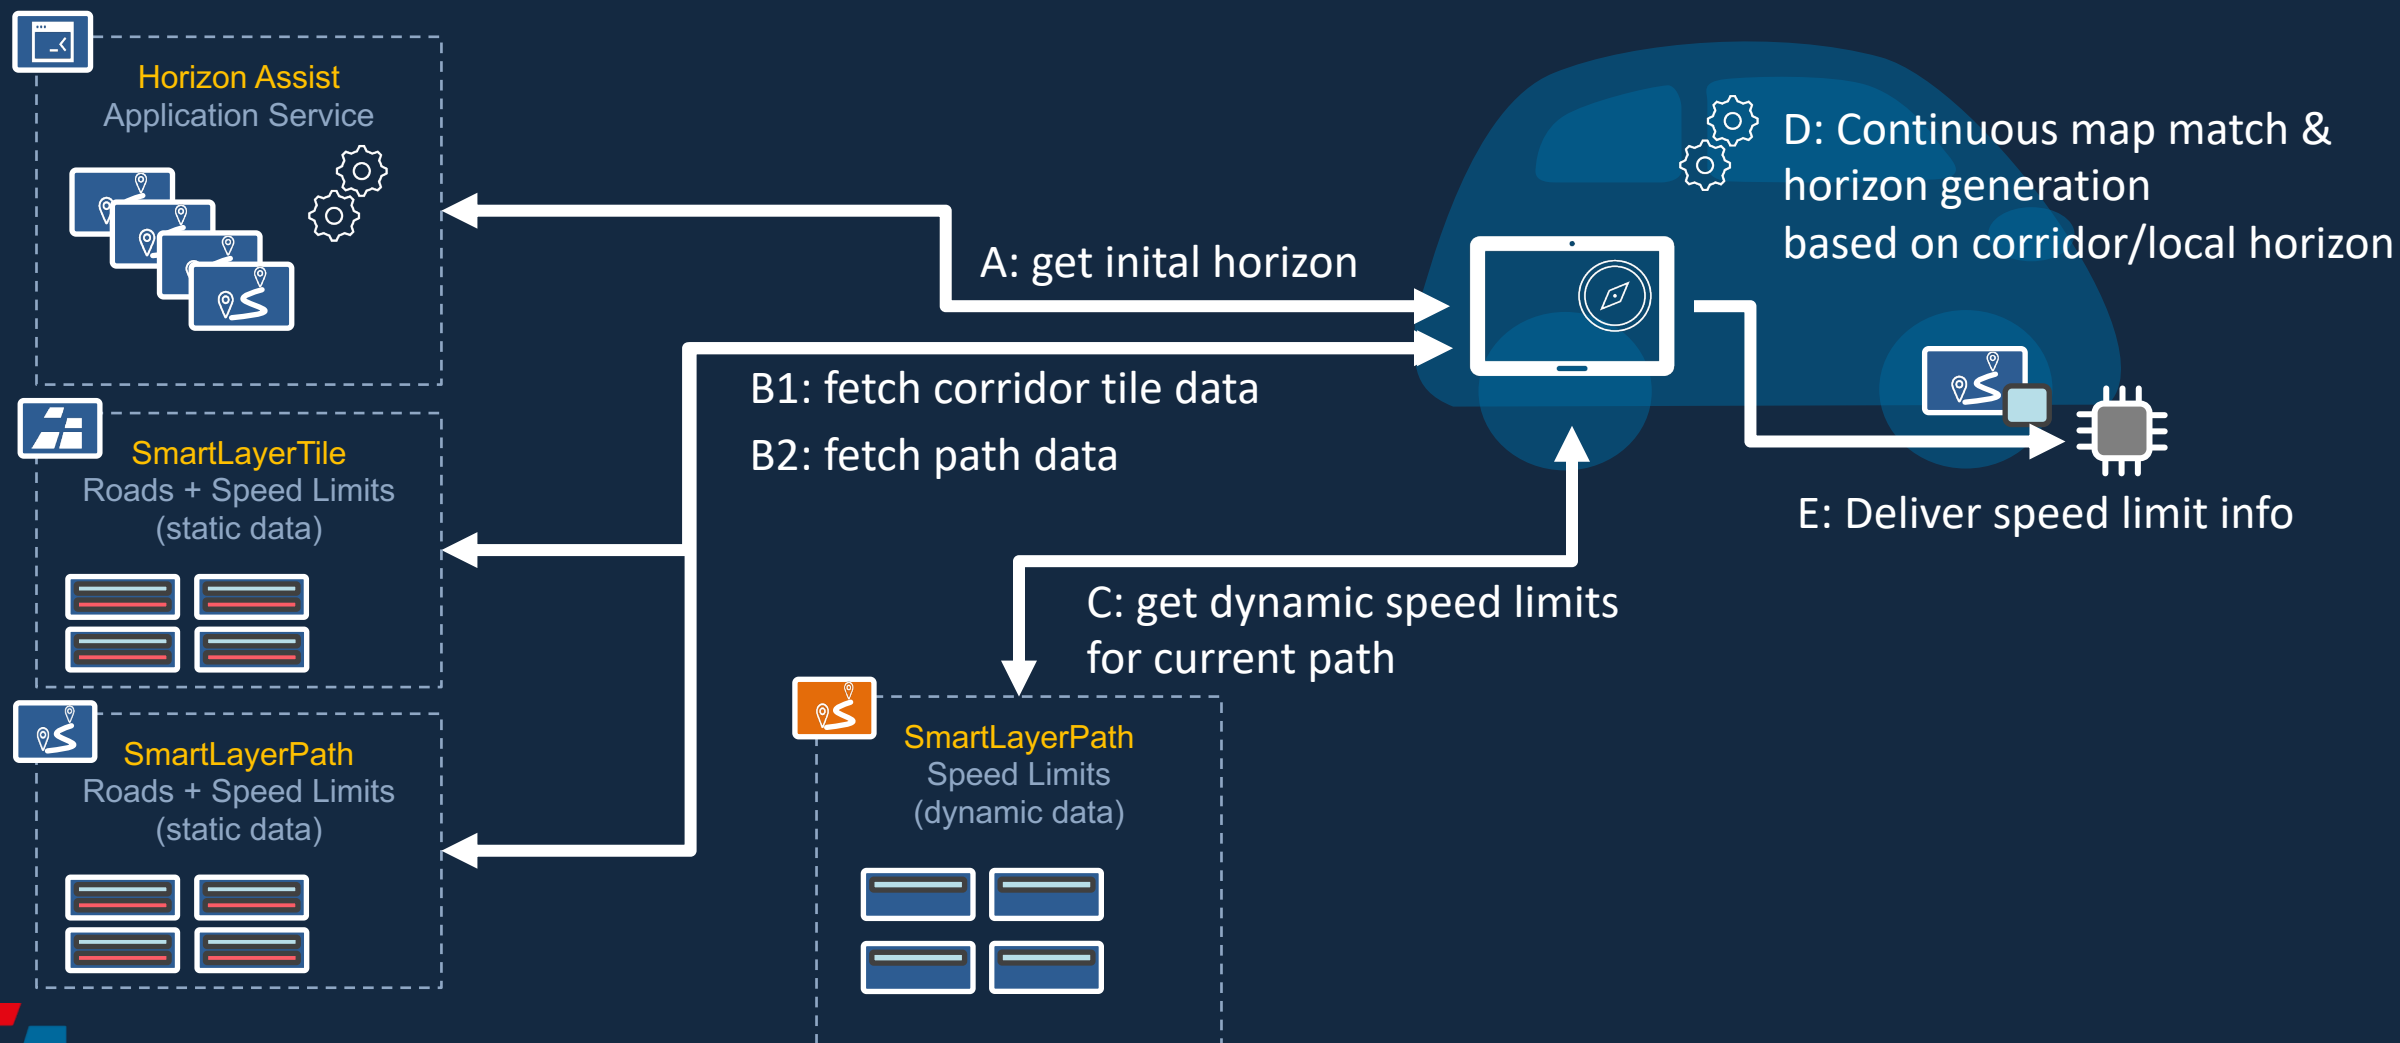 Horizon Assist
Application Service
SmartLayerTile
Roads + Speed Limits
(static data)
SmartLayerPath
Roads + Speed Limits
(static data)
A: get inital horizon
B1: fetch corridor tile data
B2: fetch path data
C: get dynamic speed limits
for current path
SmartLayerPath
Speed Limits
(dynamic data)
D: Continuous map match &
horizon generation
based on corridor/local horizon
E: Deliver speed limit info